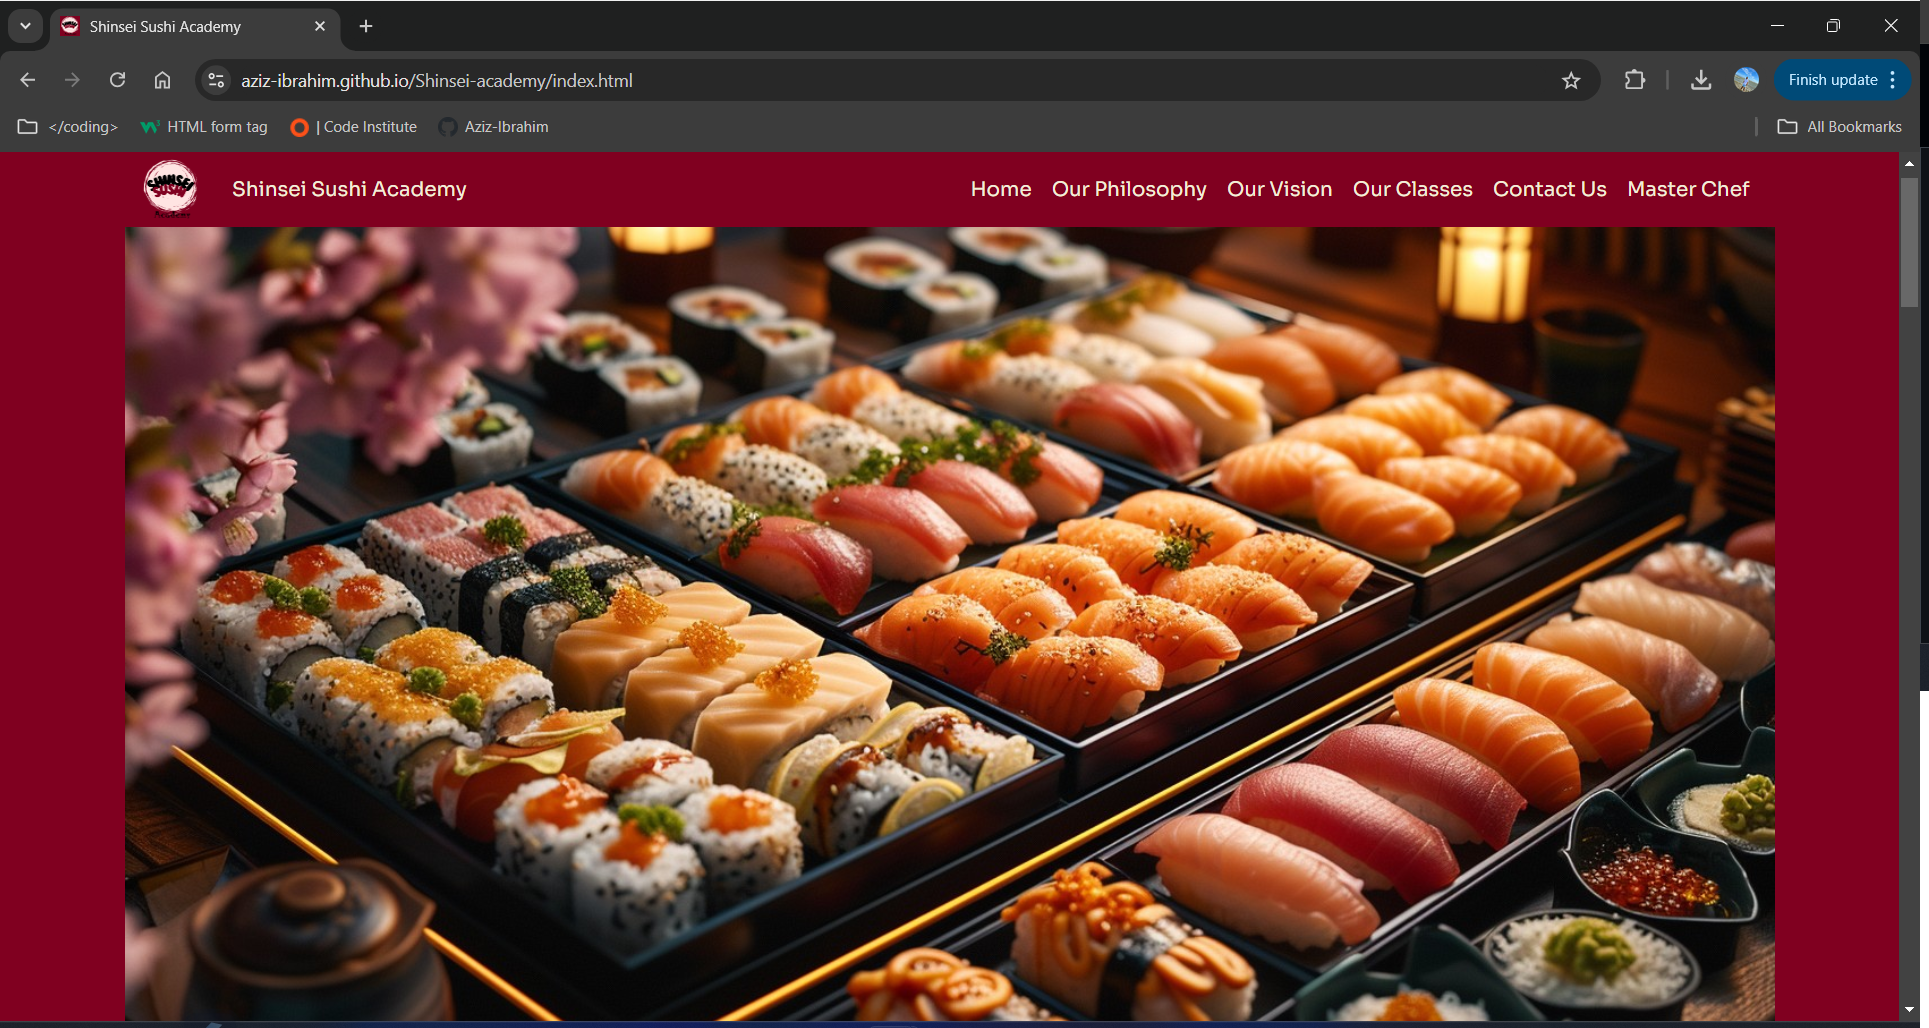 Shinsei Sushi Academy
aziz-ibrahim.github.io/Shinsei-academy/index.html
Finish update
</coding>
HTML form tag
| Code Institute
Aziz-Ibrahim
All Bookmarks
SHINSEI
SUSHI
Academy
Shinsei Sushi Academy
Home
Our Philosophy
Our Vision
Our Classes
Contact Us
Master Chef